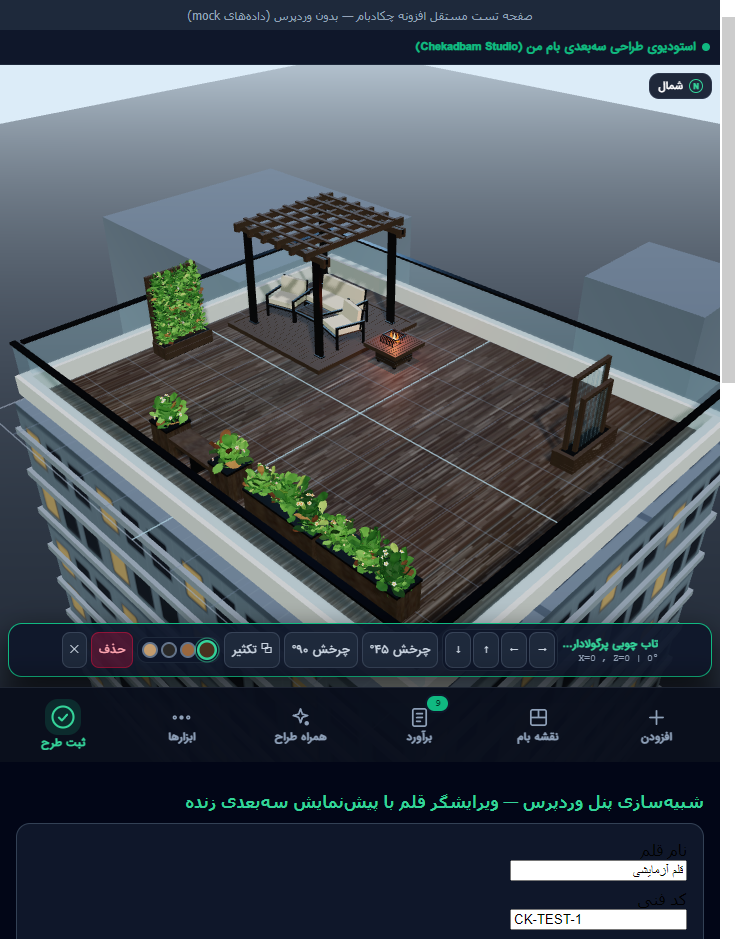 صفحه تست مستقل افزونه چکادبام — بدون وردپرس (داده‌های mock)
استودیوی طراحی سه‌بعدی بام من (Chekadbam Studio)
N شمال
تاب چوبی پرگولادار...
X=0 , Z=0 | 0°
→ ← ↑ ↓
چرخش ۴۵°
چرخش ۹۰°
تکثیر
حذف
×
افزودن
نقشه بام
برآورد
9
همراه طراح
ابزارها
ثبت طرح
شبیه‌سازی پنل وردپرس — ویرایشگر قلم با پیش‌نمایش سه‌بعدی زنده
نام قلم
قلم آزمایشی
کد فنی
CK-TEST-1